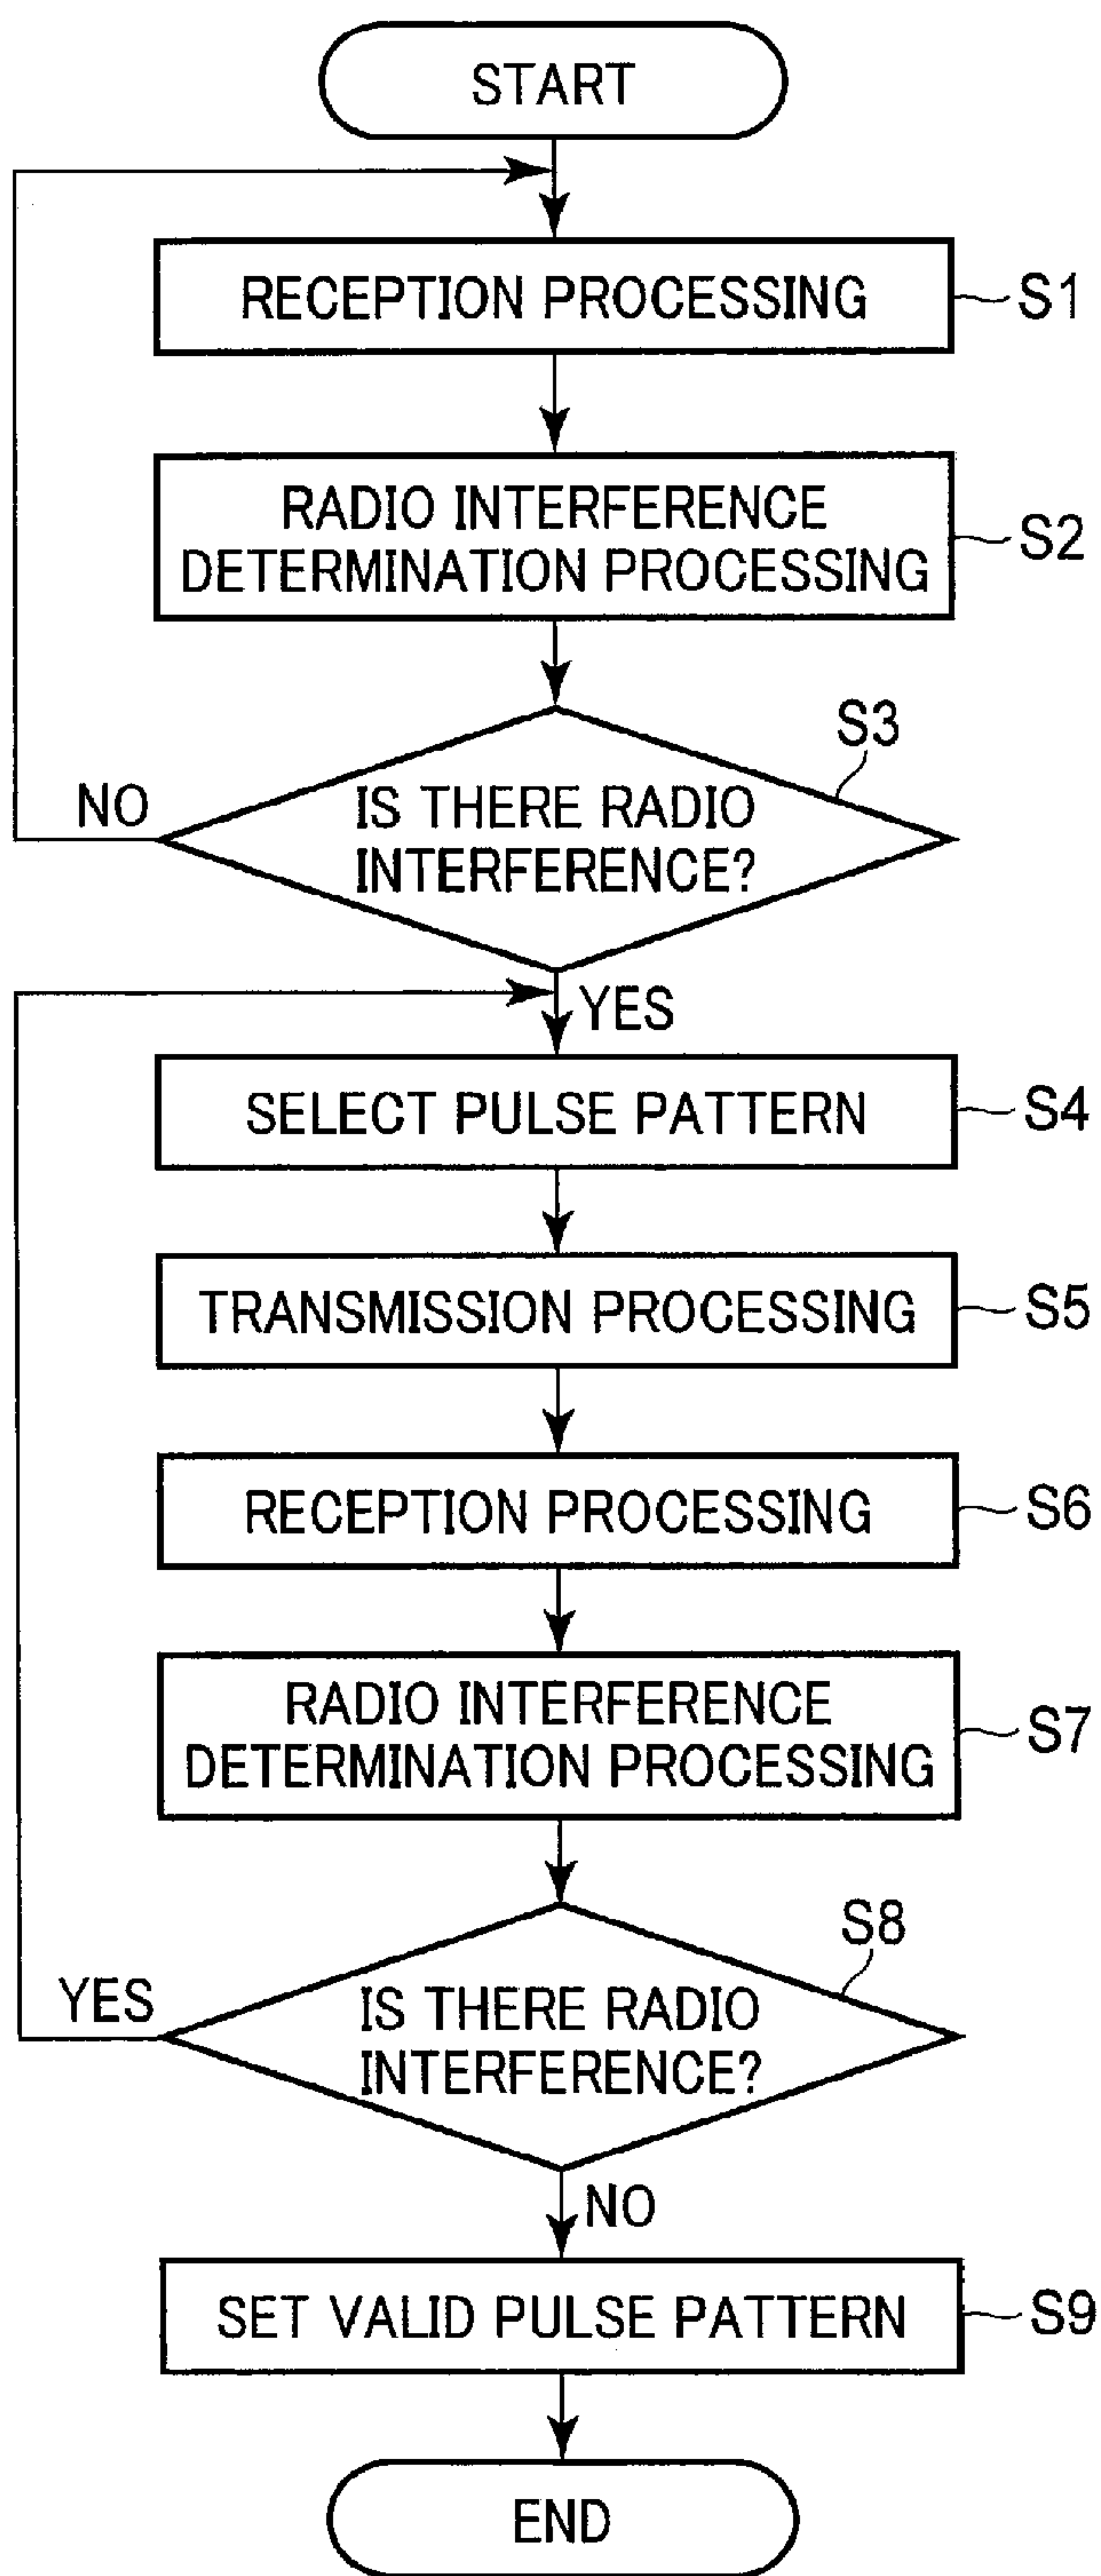 START
RECEPTION PROCESSING
S1
RADIO INTERFERENCE
DETERMINATION PROCESSING
S2
S3
IS THERE RADIO
INTERFERENCE?
NO
YES
SELECT PULSE PATTERN
S4
TRANSMISSION PROCESSING
S5
RECEPTION PROCESSING
S6
RADIO INTERFERENCE
DETERMINATION PROCESSING
S7
S8
IS THERE RADIO
INTERFERENCE?
YES
NO
SET VALID PULSE PATTERN
S9
END